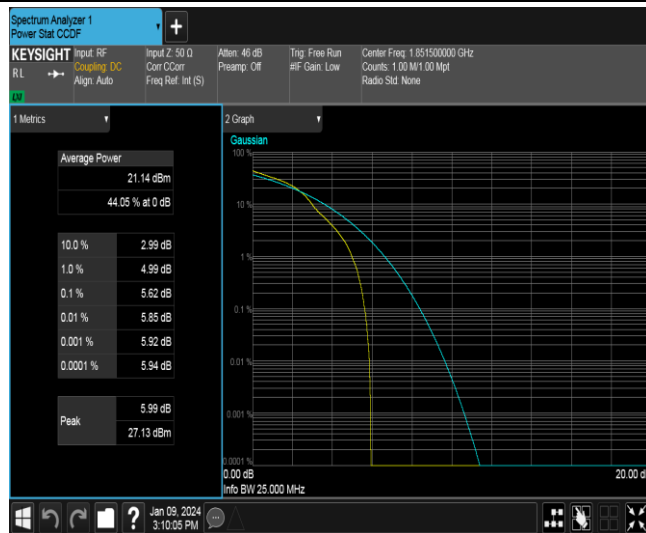 Spectrum Analyzer 1
Power Stat CCDF
+
KEYSIGHT
RL
LXI
Input: RF
Coupling: DC
Align: Auto
Input Z: 50 Ω
Corr CCorr
Freq Ref: Int (S)
Atten: 46 dB
Preamp: Off
Trig: Free Run
#IF Gain: Low
Center Freq: 1.851500000 GHz
Counts: 1.00 M/1.00 Mpt
Radio Std: None
1 Metrics
Average Power
21.14 dBm
44.05 % at 0 dB
10.0 % 2.99 dB
1.0 % 4.99 dB
0.1 % 5.62 dB
0.01 % 5.85 dB
0.001 % 5.92 dB
0.0001 % 5.94 dB
Peak
5.99 dB
27.13 dBm
2 Graph
Gaussian
100 %
10 %
1 %
0.1 %
0.01 %
0.001 %
0.0001 %
0.00 dB
20.00 d
Info BW 25.000 MHz
?
Jan 09, 2024
3:10:05 PM